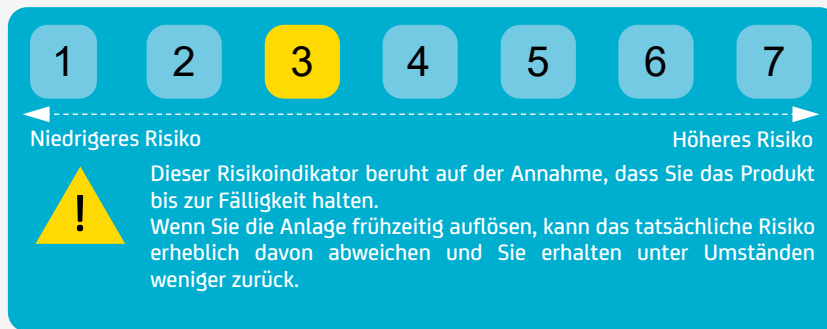 1 2 3 4 5 6 7
Niedrigeres Risiko Höheres Risiko
!
Dieser Risikoindikator beruht auf der Annahme, dass Sie das Produkt
bis zur Fälligkeit halten.
Wenn Sie die Anlage frühzeitig auflösen, kann das tatsächliche Risiko
erheblich davon abweichen und Sie erhalten unter Umständen
weniger zurück.